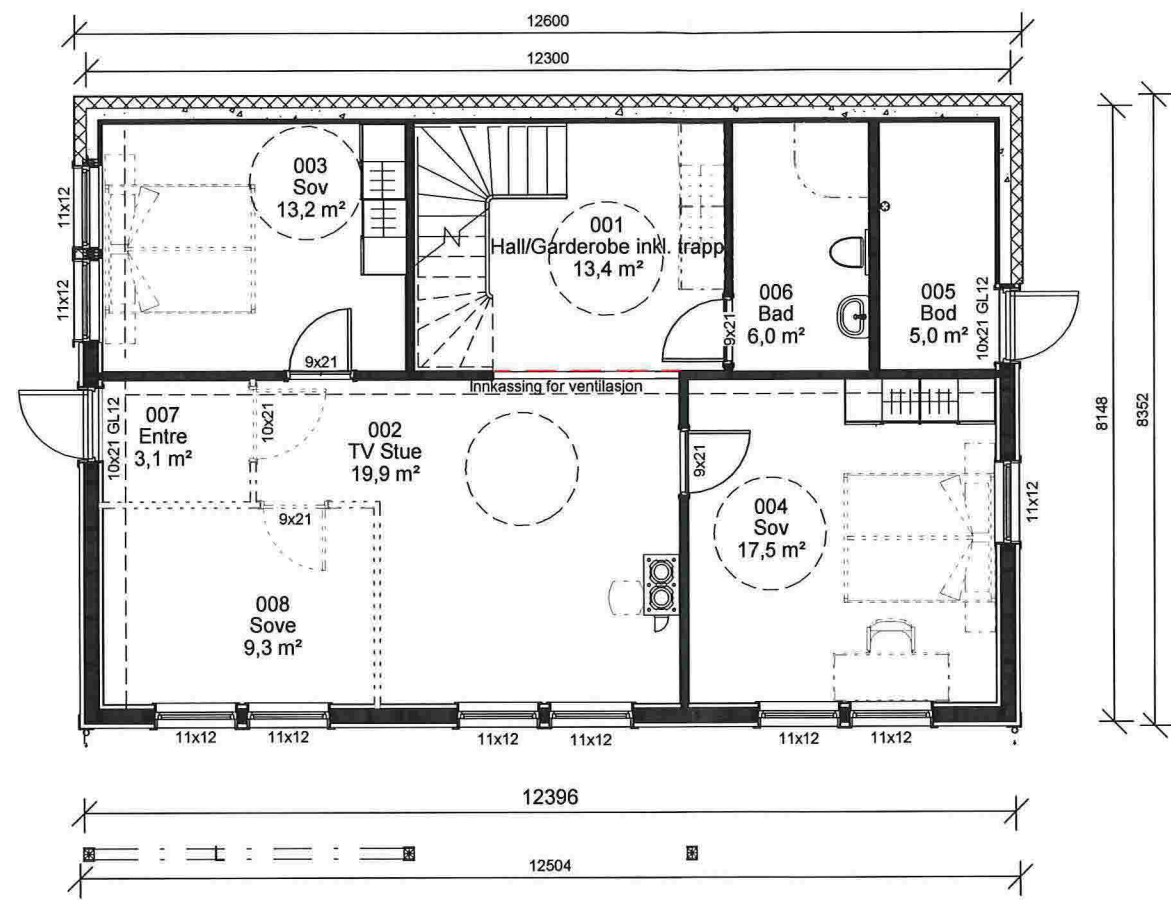 12600
12300
003
Sov
13,2 m²
001
Hall/Garderobe inkl. trapp
13,4 m²
006
Bad
6,0 m²
005
Bod
5,0 m²
11x12
11x12
9x21
9x21
10x21 GL12
Innkassing for ventilasjon
007
Entre
3,1 m²
10x21 GL12
10x21
002
TV Stue
19,9 m²
9x21
9x21
004
Sov
17,5 m²
11x12
008
Sove
9,3 m²
11x12
11x12
11x12
11x12
11x12
11x12
8148
8352
12396
12504